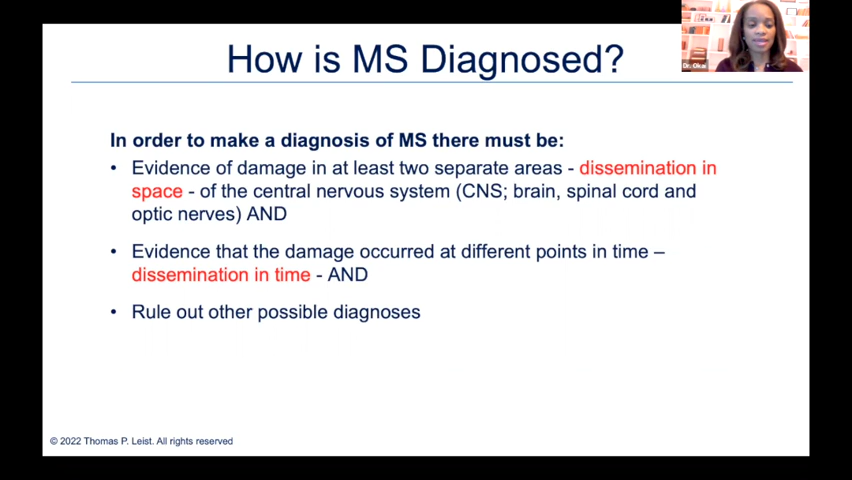 How is MS Diagnosed?
Dr. Okai
In order to make a diagnosis of MS there must be:
• Evidence of damage in at least two separate areas - dissemination in
space - of the central nervous system (CNS; brain, spinal cord and
optic nerves) AND
• Evidence that the damage occurred at different points in time –
dissemination in time - AND
• Rule out other possible diagnoses
© 2022 Thomas P. Leist. All rights reserved